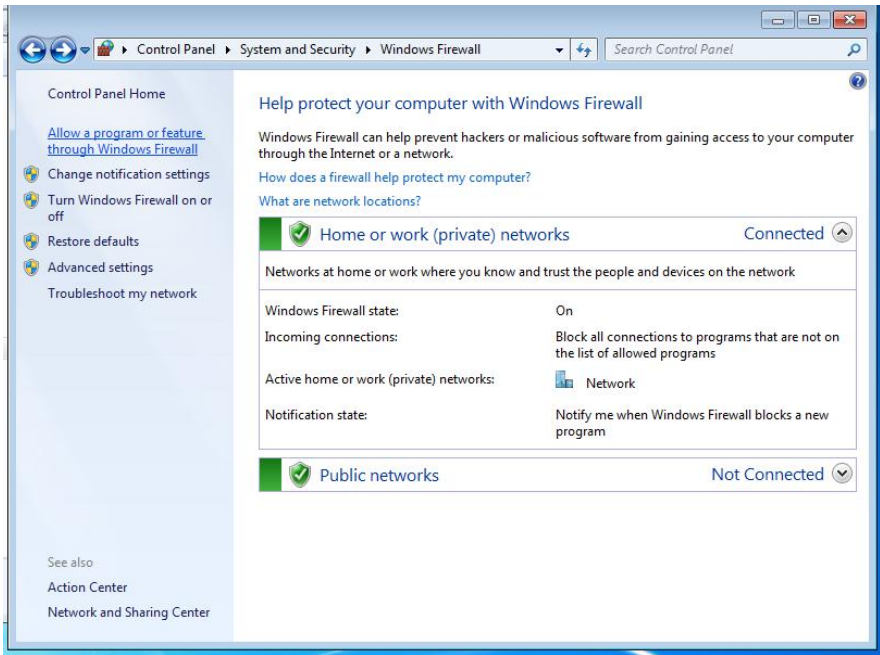 Control Panel System and Security Windows Firewall Search Control Panel
Control Panel Home
Allow a program or feature
through Windows Firewall
Change notification settings
Turn Windows Firewall on or
off
Restore defaults
Advanced settings
Troubleshoot my network
See also
Action Center
Network and Sharing Center
Help protect your computer with Windows Firewall
Windows Firewall can help prevent hackers or malicious software from gaining access to your computer
through the Internet or a network.
How does a firewall help protect my computer?
What are network locations?
Home or work (private) networks Connected
Networks at home or work where you know and trust the people and devices on the network
Windows Firewall state: On
Incoming connections: Block all connections to programs that are not on
the list of allowed programs
Active home or work (private) networks: Network
Notification state: Notify me when Windows Firewall blocks a new
program
Public networks Not Connected